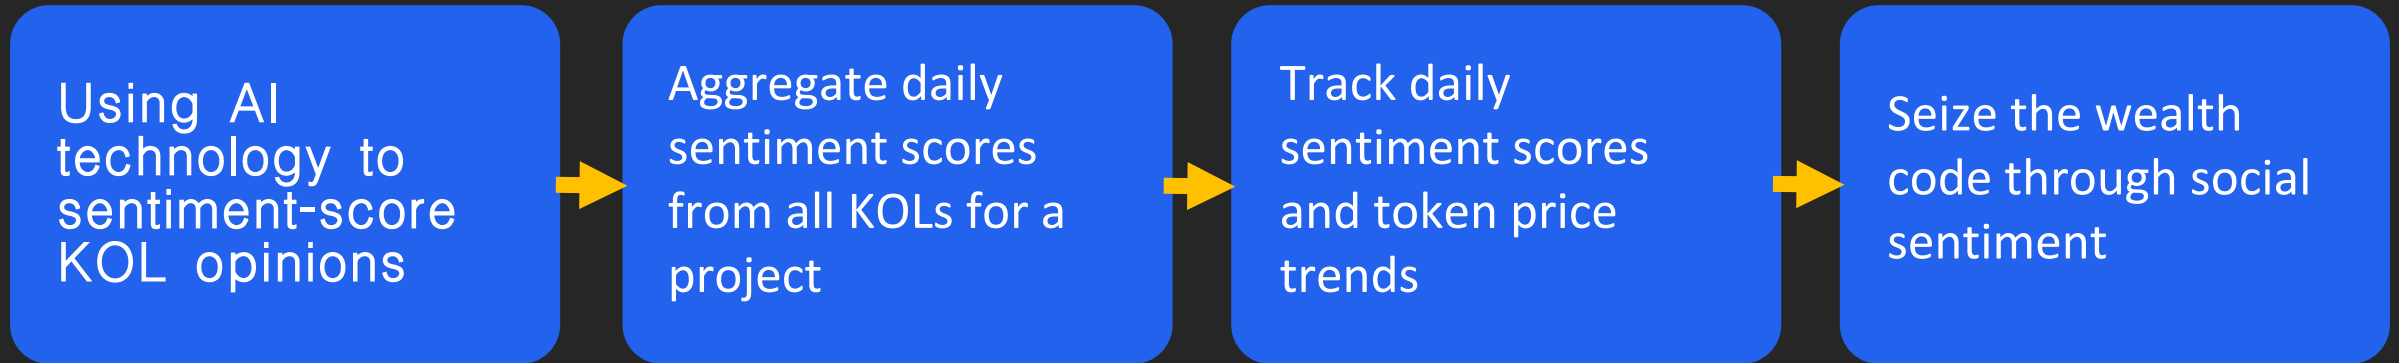 Using AI
technology to
sentiment-score
KOL opinions
Aggregate daily
sentiment scores
from all KOLs for a
project
Track daily
sentiment scores
and token price
trends
Seize the wealth
code through social
sentiment